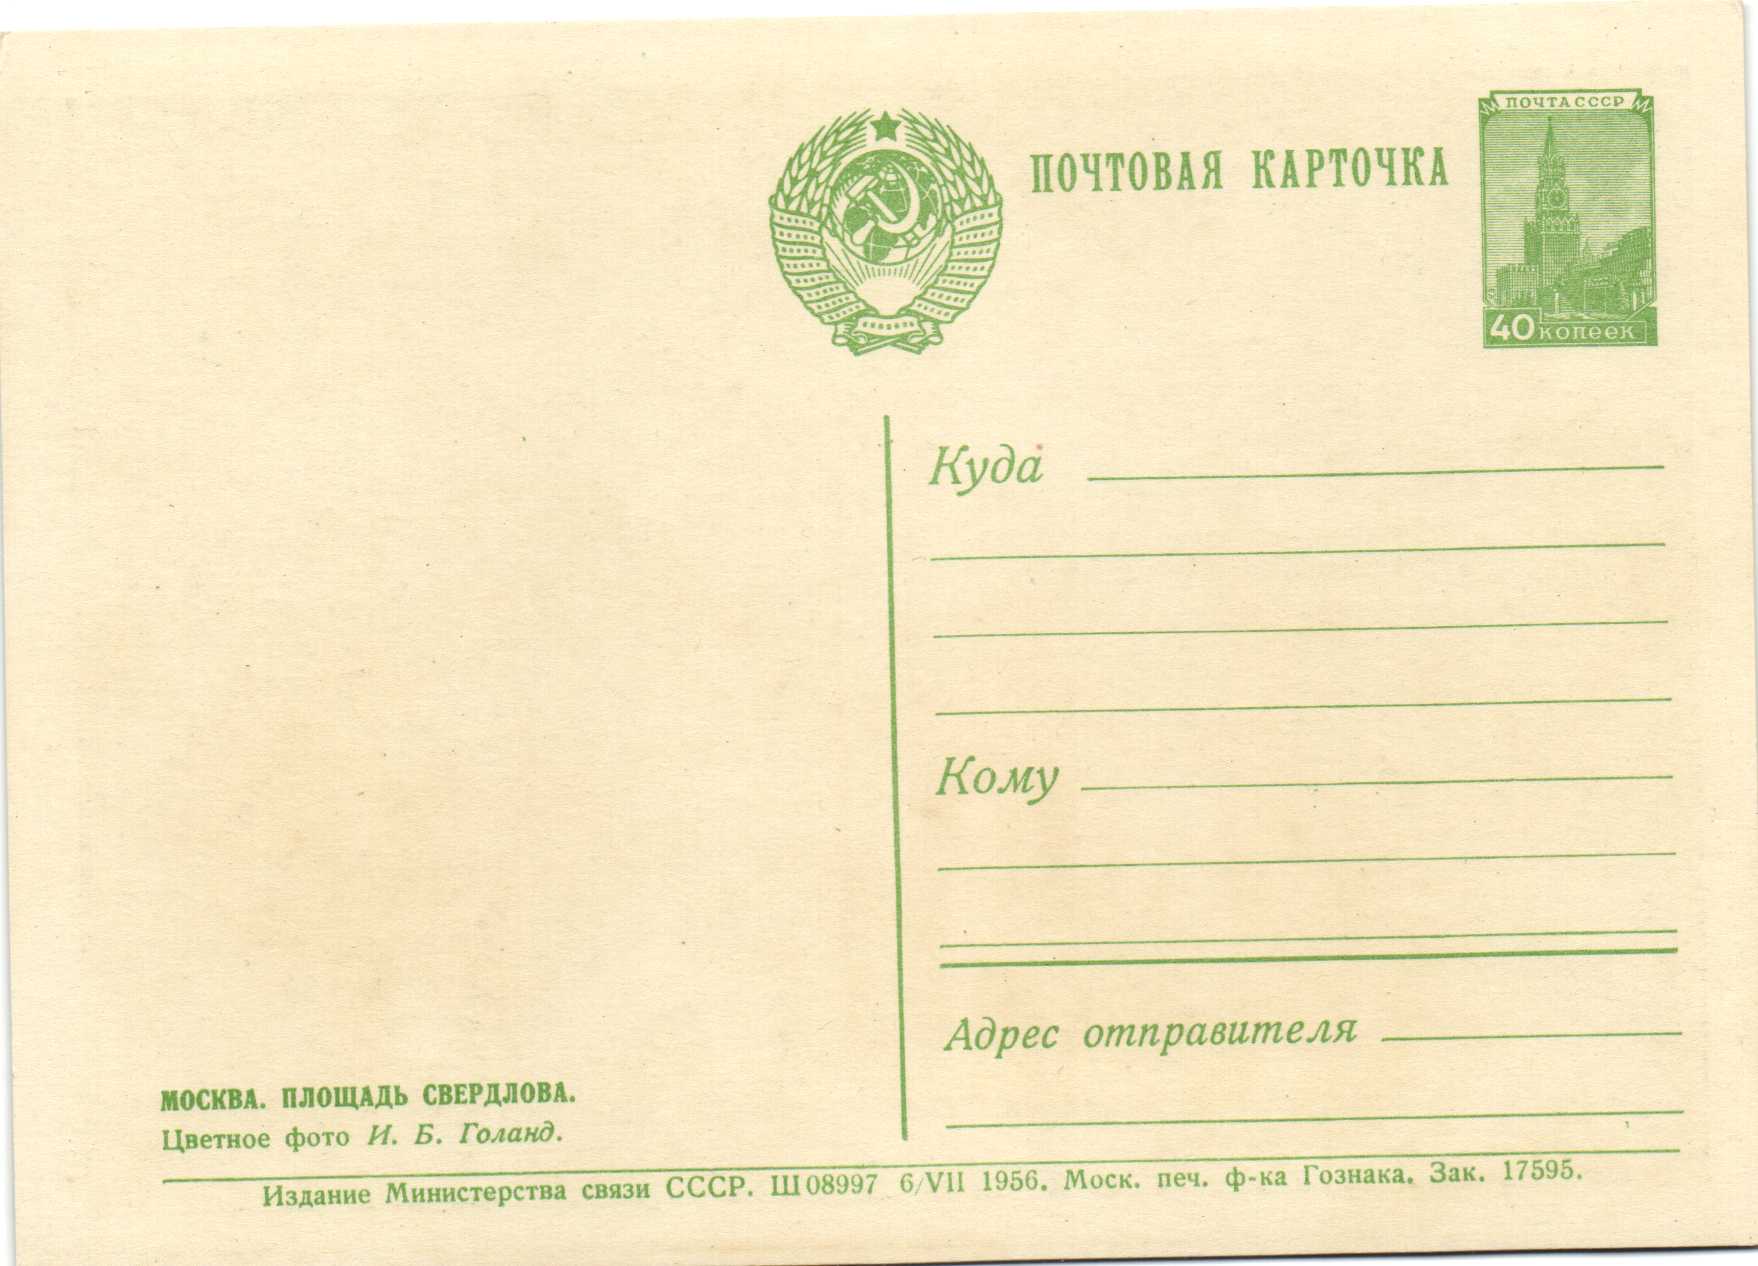 ПОЧТОВАЯ КАРТОЧКА
ПОЧТА СССР
40 КОПЕЕК
Куда
Кому
Адрес отправителя
МОСКВА. ПЛОЩАДЬ СВЕРДЛОВА.
Цветное фото И. Б. Голанд.
Издание Министерства связи СССР. Ш08997 6/VII 1956. Моск. печ. ф-ка Гознака. Зак. 17595.